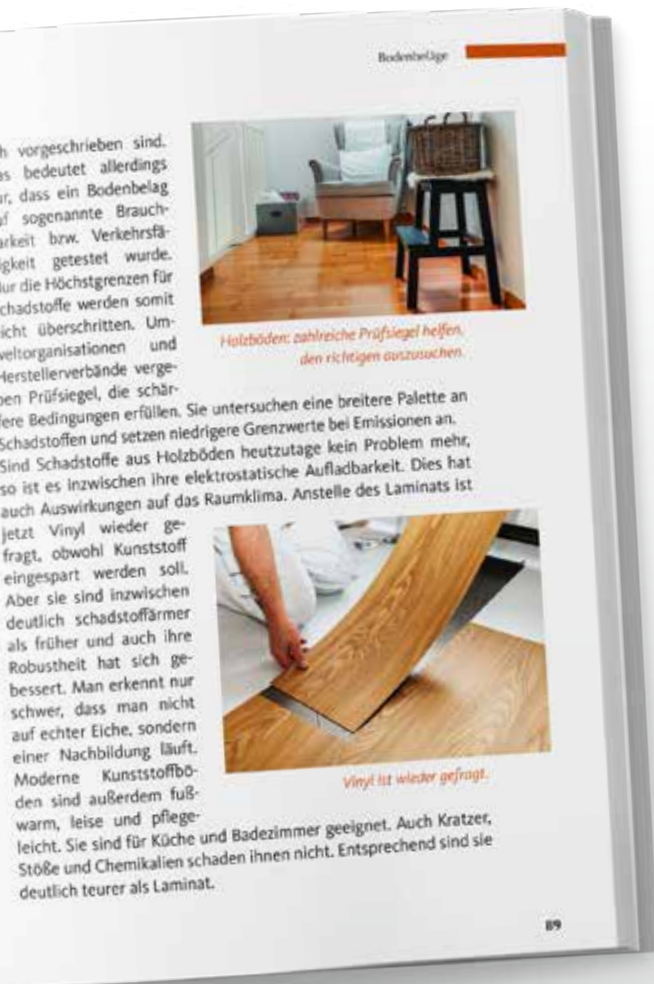 Bodenbeläge
h vorgeschrieben sind.
as bedeutet allerdings
ur, dass ein Bodenbelag
uf sogenannte Brauch-
arkeit bzw. Verkehrsfä-
igkeit getestet wurde.
Nur die Höchstgrenzen für
chadstoffe werden somit
icht überschritten. Um-
weltorganisationen und
Herstellerverbände verge-
ben Prüfsiegel, die schär-
fere Bedingungen erfüllen. Sie untersuchen eine breitere Palette an
Schadstoffen und setzen niedrigere Grenzwerte bei Emissionen an.
Sind Schadstoffe aus Holzböden heutzutage kein Problem mehr,
so ist es inzwischen ihre elektrostatische Aufladbarkeit. Dies hat
auch Auswirkungen auf das Raumklima. Anstelle des Laminats ist
jetzt Vinyl wieder ge-
fragt, obwohl Kunststoff
eingespart werden soll.
Aber sie sind inzwischen
deutlich schadstoffärmer
als früher und auch ihre
Robustheit hat sich ge-
bessert. Man erkennt nur
schwer, dass man nicht
auf echter Eiche, sondern
einer Nachbildung läuft.
Moderne Kunststoffbö-
den sind außerdem fuß-
warm, leise und pflege-
leicht. Sie sind für Küche und Badezimmer geeignet. Auch Kratzer,
Stöße und Chemikalien schaden ihnen nicht. Entsprechend sind sie
deutlich teurer als Laminat.
Holzböden: zahlreiche Prüfsiegel helfen,
den richtigen auszusuchen.
Vinyl ist wieder gefragt.
89